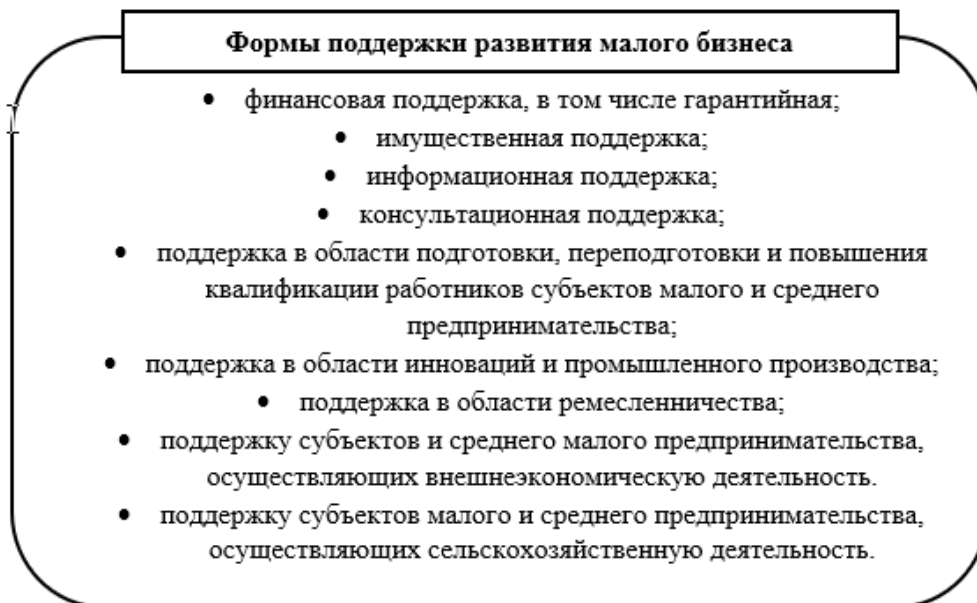 Формы поддержки развития малого бизнеса
• финансовая поддержка, в том числе гарантийная;
• имущественная поддержка;
• информационная поддержка;
• консультационная поддержка;
• поддержка в области подготовки, переподготовки и повышения
квалификации работников субъектов малого и среднего
предпринимательства;
• поддержка в области инноваций и промышленного производства;
• поддержка в области ремесленничества;
• поддержку субъектов и среднего малого предпринимательства,
осуществляющих внешнеэкономическую деятельность.
• поддержку субъектов малого и среднего предпринимательства,
осуществляющих сельскохозяйственную деятельность.